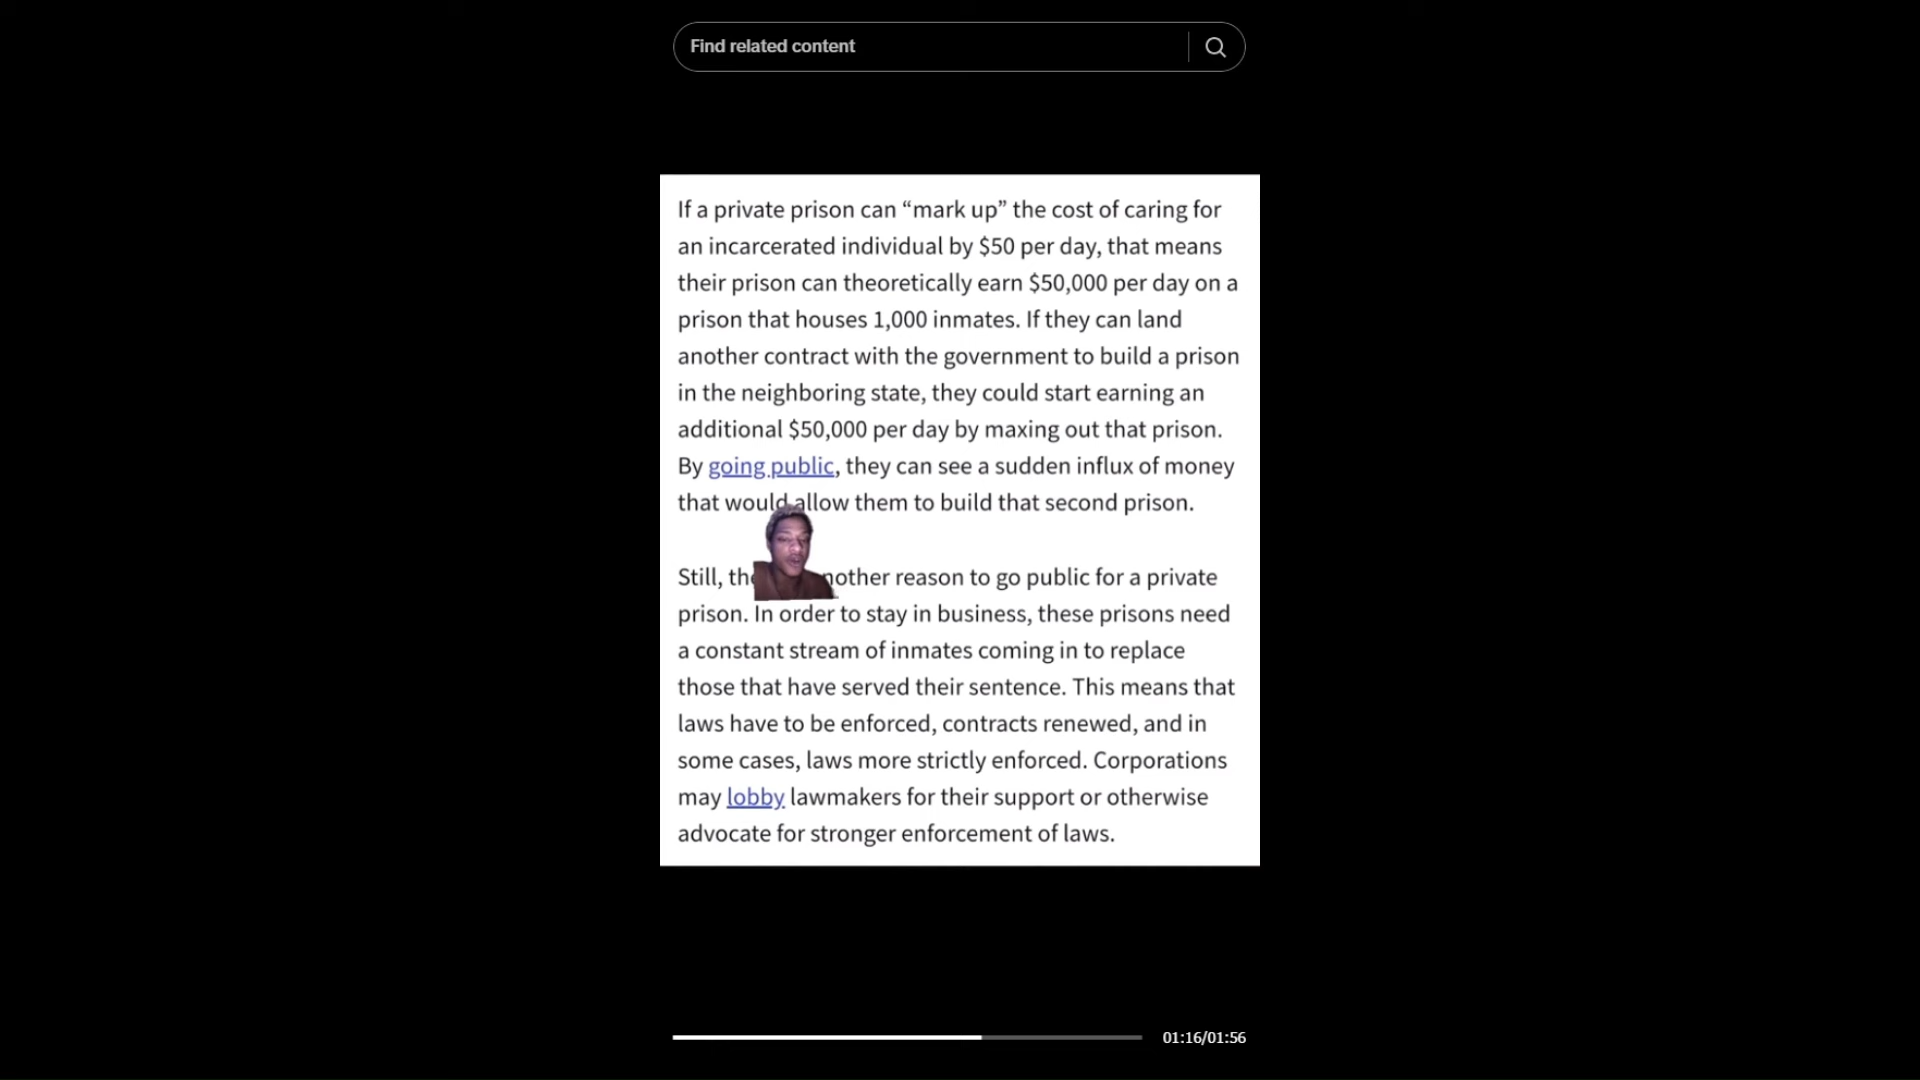 Find related content
If a private prison can “mark up” the cost of caring for
an incarcerated individual by $50 per day, that means
their prison can theoretically earn $50,000 per day on a
prison that houses 1,000 inmates. If they can land
another contract with the government to build a prison
in the neighboring state, they could start earning an
additional $50,000 per day by maxing out that prison.
By going public, they can see a sudden influx of money
that would allow them to build that second prison.
Still, nother reason to go public for a private
prison. In order to stay in business, these prisons need
a constant stream of inmates coming in to replace
those that have served their sentence. This means that
laws have to be enforced, contracts renewed, and in
some cases, laws more strictly enforced. Corporations
may lobby lawmakers for their support or otherwise
advocate for stronger enforcement of laws.
01:16/01:56